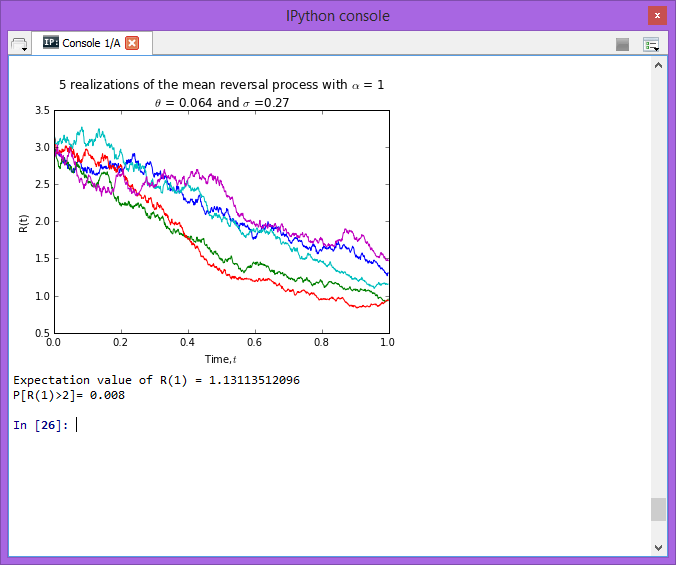 IPython console
x
IP: Console 1/A
5 realizations of the mean reversal process with α = 1
θ = 0.064 and σ =0.27
3.5
3.0
2.5
2.0
1.5
1.0
0.5
R(t)
0.0 0.2 0.4 0.6 0.8 1.0
Time,t
Expectation value of R(1) = 1.13113512096
P[R(1)>2]= 0.008
In [26]: